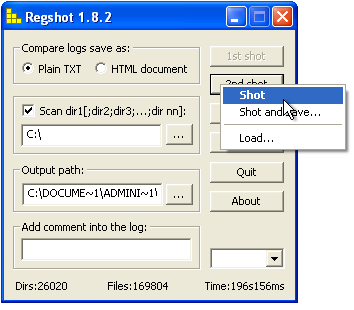 Regshot 1.8.2
Compare logs save as:
Plain TXT
HTML document
1st shot
2nd shot
Shot
Shot and
Load...
Scan dir1[;dir2;dir3;...;dir nn]:
C:\
...
Output path:
C:\DOCUME~1\ADMINI~1\
...
Quit
About
Add comment into the log:
Dirs:26020
Files:169804
Time:196s156ms